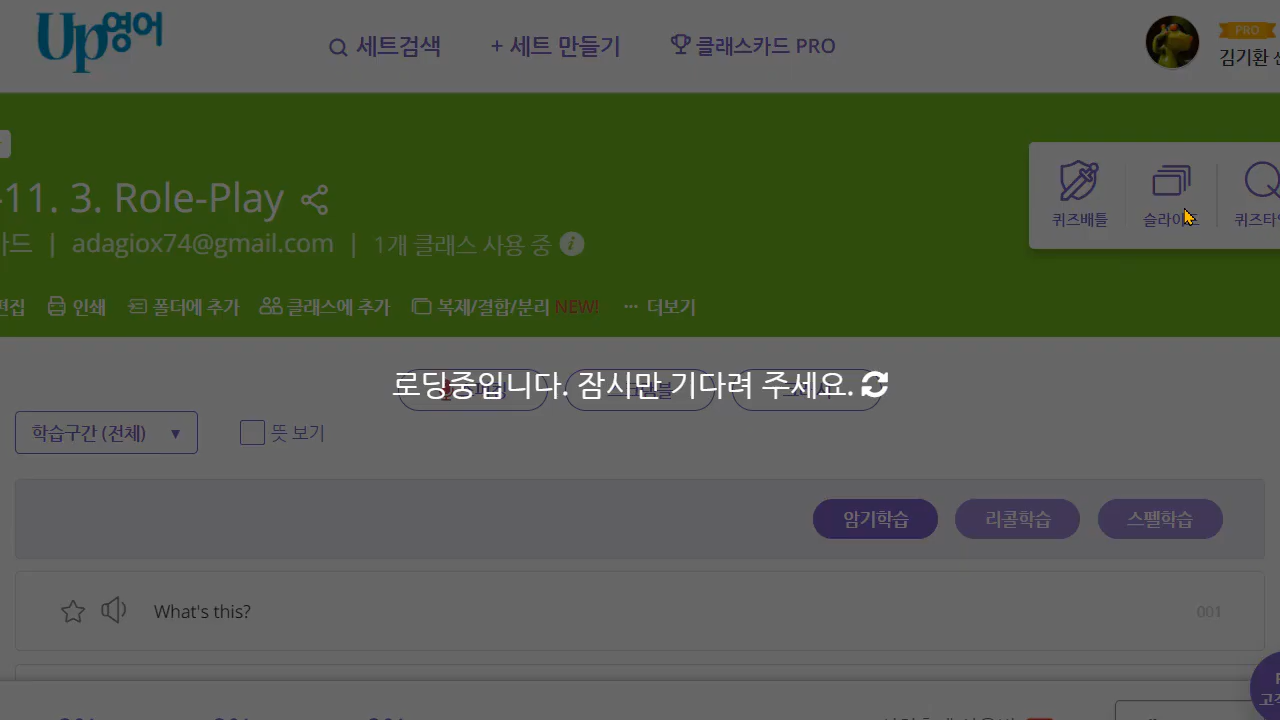 Up영어
세트검색
+ 세트 만들기
클래스카드 PRO
PRO
김기환
-11. 3. Role-Play
카드 | adagiox74@gmail.com | 1개 클래스 사용 중
퀴즈배틀
슬라이드
편집
인쇄
폴더에 추가
클래스에 추가
복제/결합/분리 NEW!
··· 더보기
로딩중입니다. 잠시만 기다려 주세요.
학습구간 (전체) ▼
뜻 보기
암기학습
리콜학습
스펠학습
What's this?
001